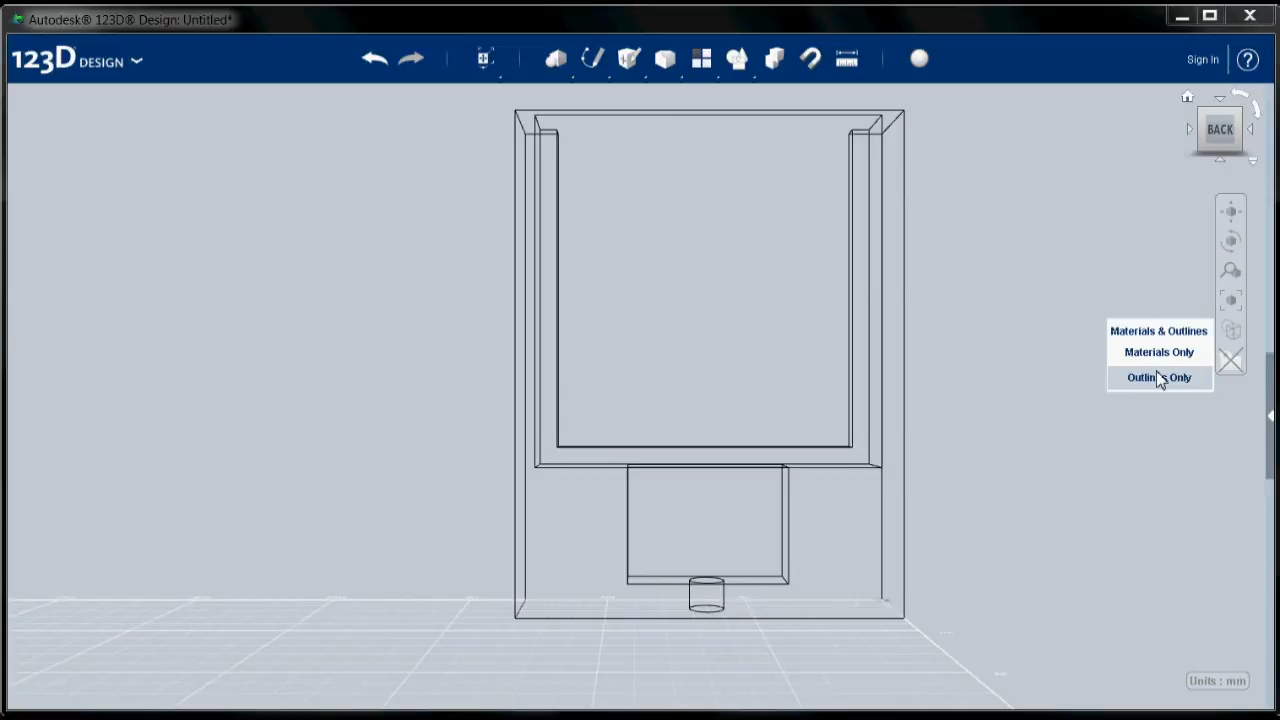 Autodesk® 123D® Design: Untitled*
123D DESIGN
Sign In
?
BACK
Materials & Outlines
Materials Only
Outlines Only
Units : mm